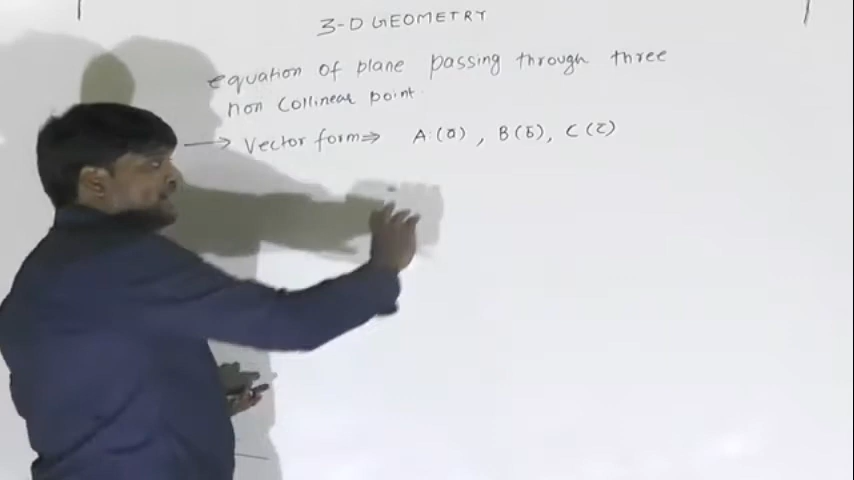 3-D GEOMETRY
equation of plane passing through three
non collinear point.
→ Vector form ⇒ A(ā), B(b̄), C(c̄)